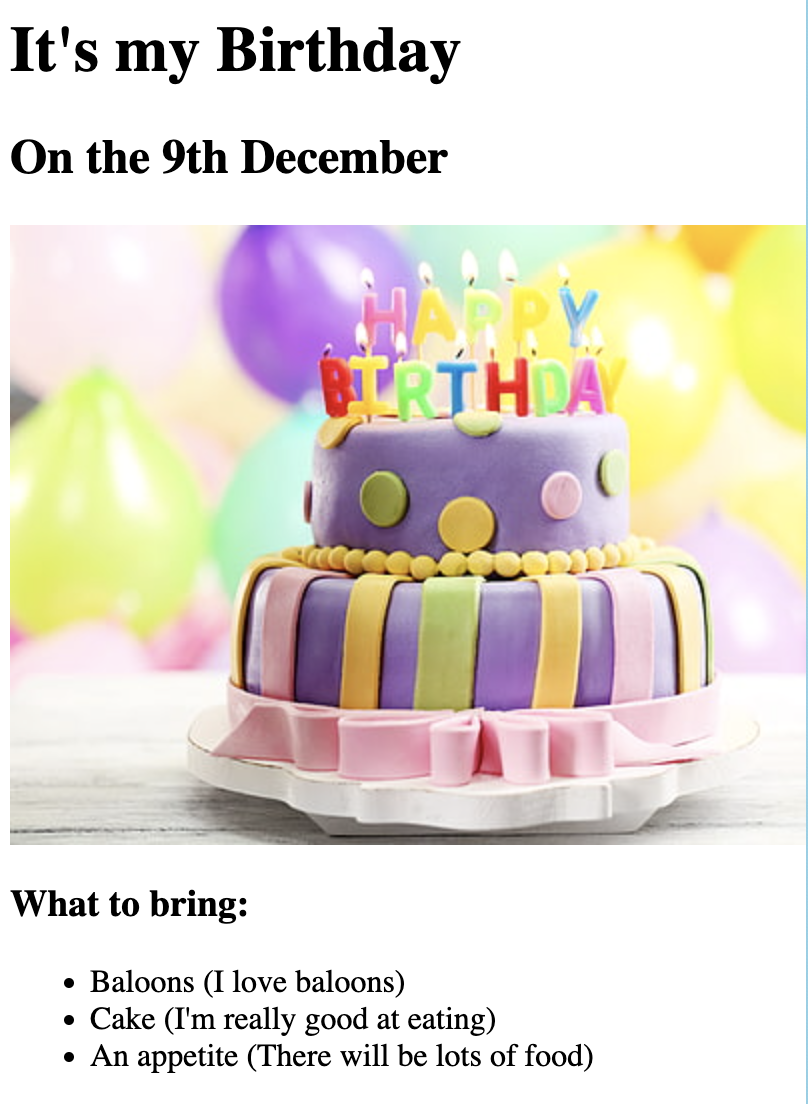 It's my Birthday
On the 9th December
HAPPY
BIRTHDAY
What to bring:
Baloons (I love baloons)
Cake (I'm really good at eating)
An appetite (There will be lots of food)